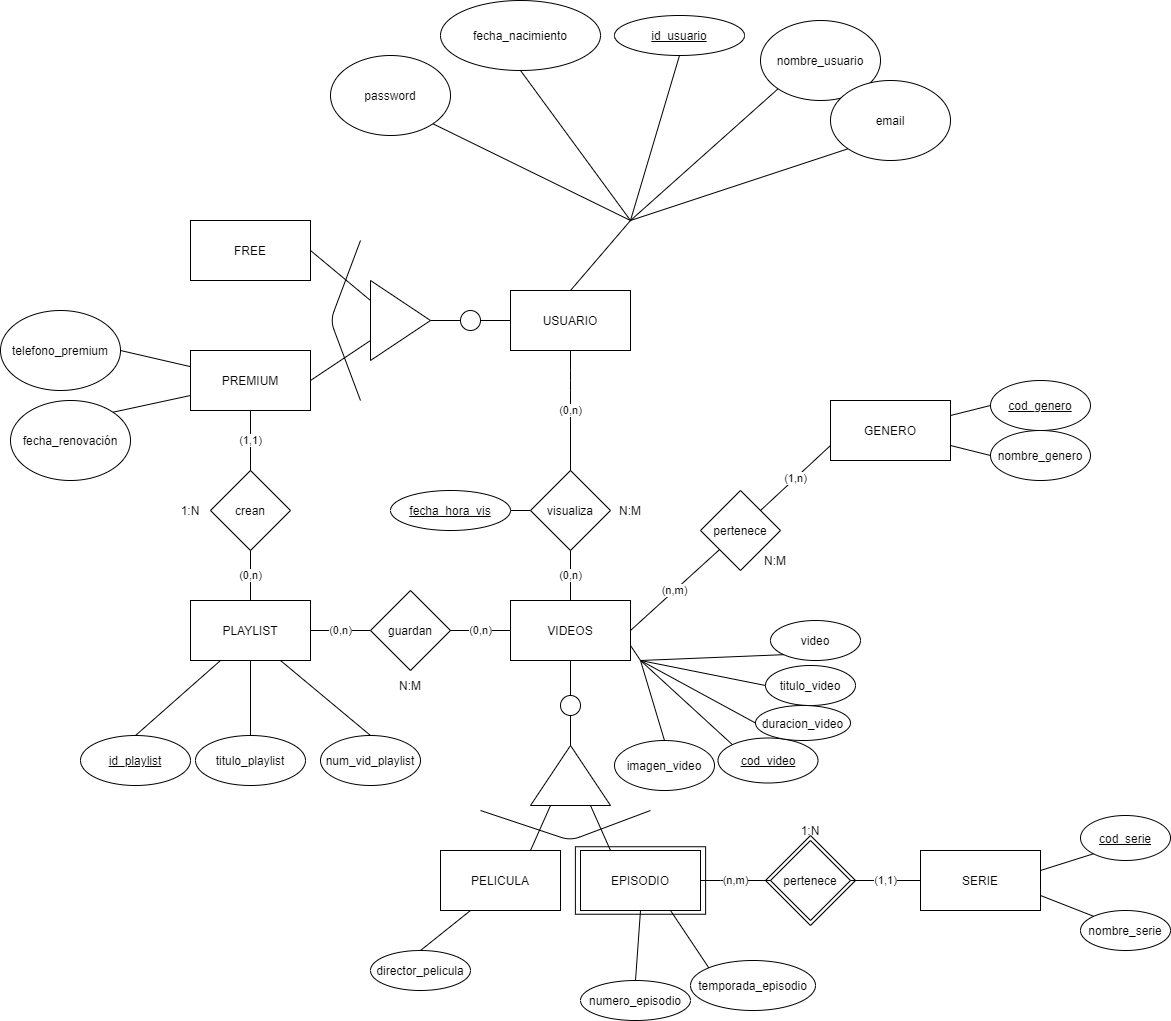 fecha_nacimiento
id_usuario
nombre_usuario
password
email
FREE
USUARIO
telefono_premium
PREMIUM
fecha_renovación
(1,1)
(0,n)
GENERO
cod_genero
nombre_genero
(1,n)
1:N
crean
fecha_hora_vis
visualiza
N:M
pertenece
N:M
(0,n)
(0,n)
(n,m)
PLAYLIST
(0,n)
guardan
(0,n)
VIDEOS
N:M
video
titulo_video
duracion_video
id_playlist
titulo_playlist
num_vid_playlist
imagen_video
cod_video
1:N
PELICULA
EPISODIO
(n,m)
pertenece
(1,1)
SERIE
cod_serie
nombre_serie
director_pelicula
numero_episodio
temporada_episodio